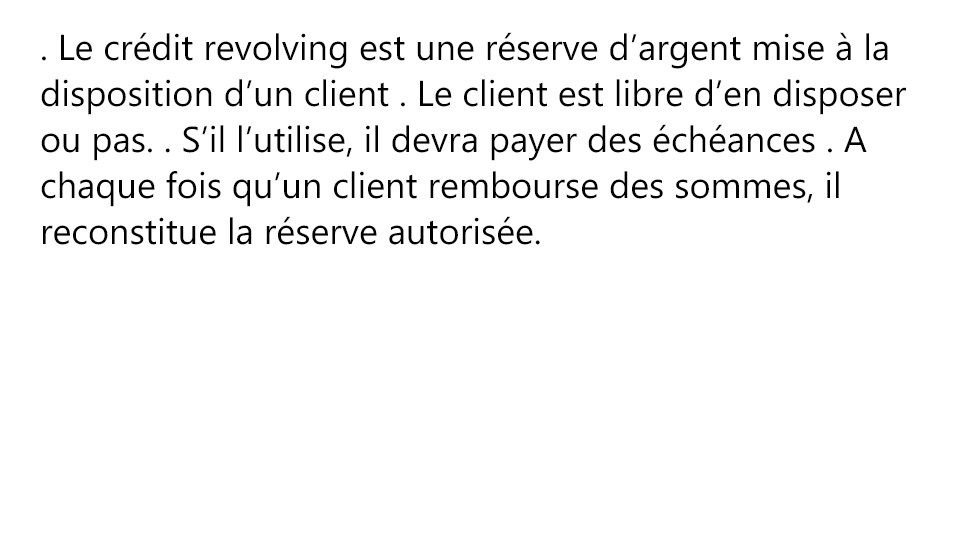 . Le crédit revolving est une réserve d’argent mise à la
disposition d’un client . Le client est libre d’en disposer
ou pas. . S’il l’utilise, il devra payer des échéances . A
chaque fois qu’un client rembourse des sommes, il
reconstitue la réserve autorisée.